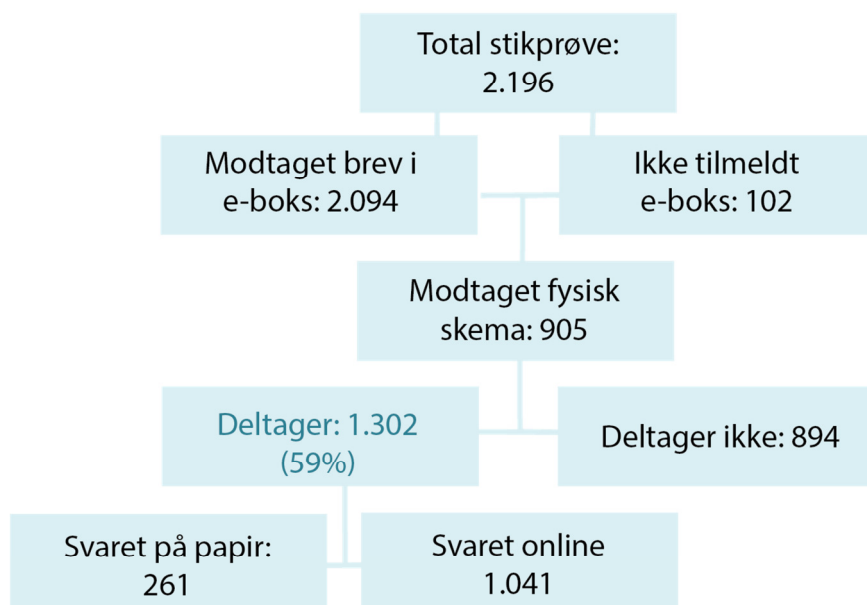 Total stikprøve:
2.196
Modtaget brev i
e-boks: 2.094
Ikke tilmeldt
e-boks: 102
Modtaget fysisk
skema: 905
Deltager: 1.302
(59%)
Deltager ikke: 894
Svaret på papir:
261
Svaret online
1.041